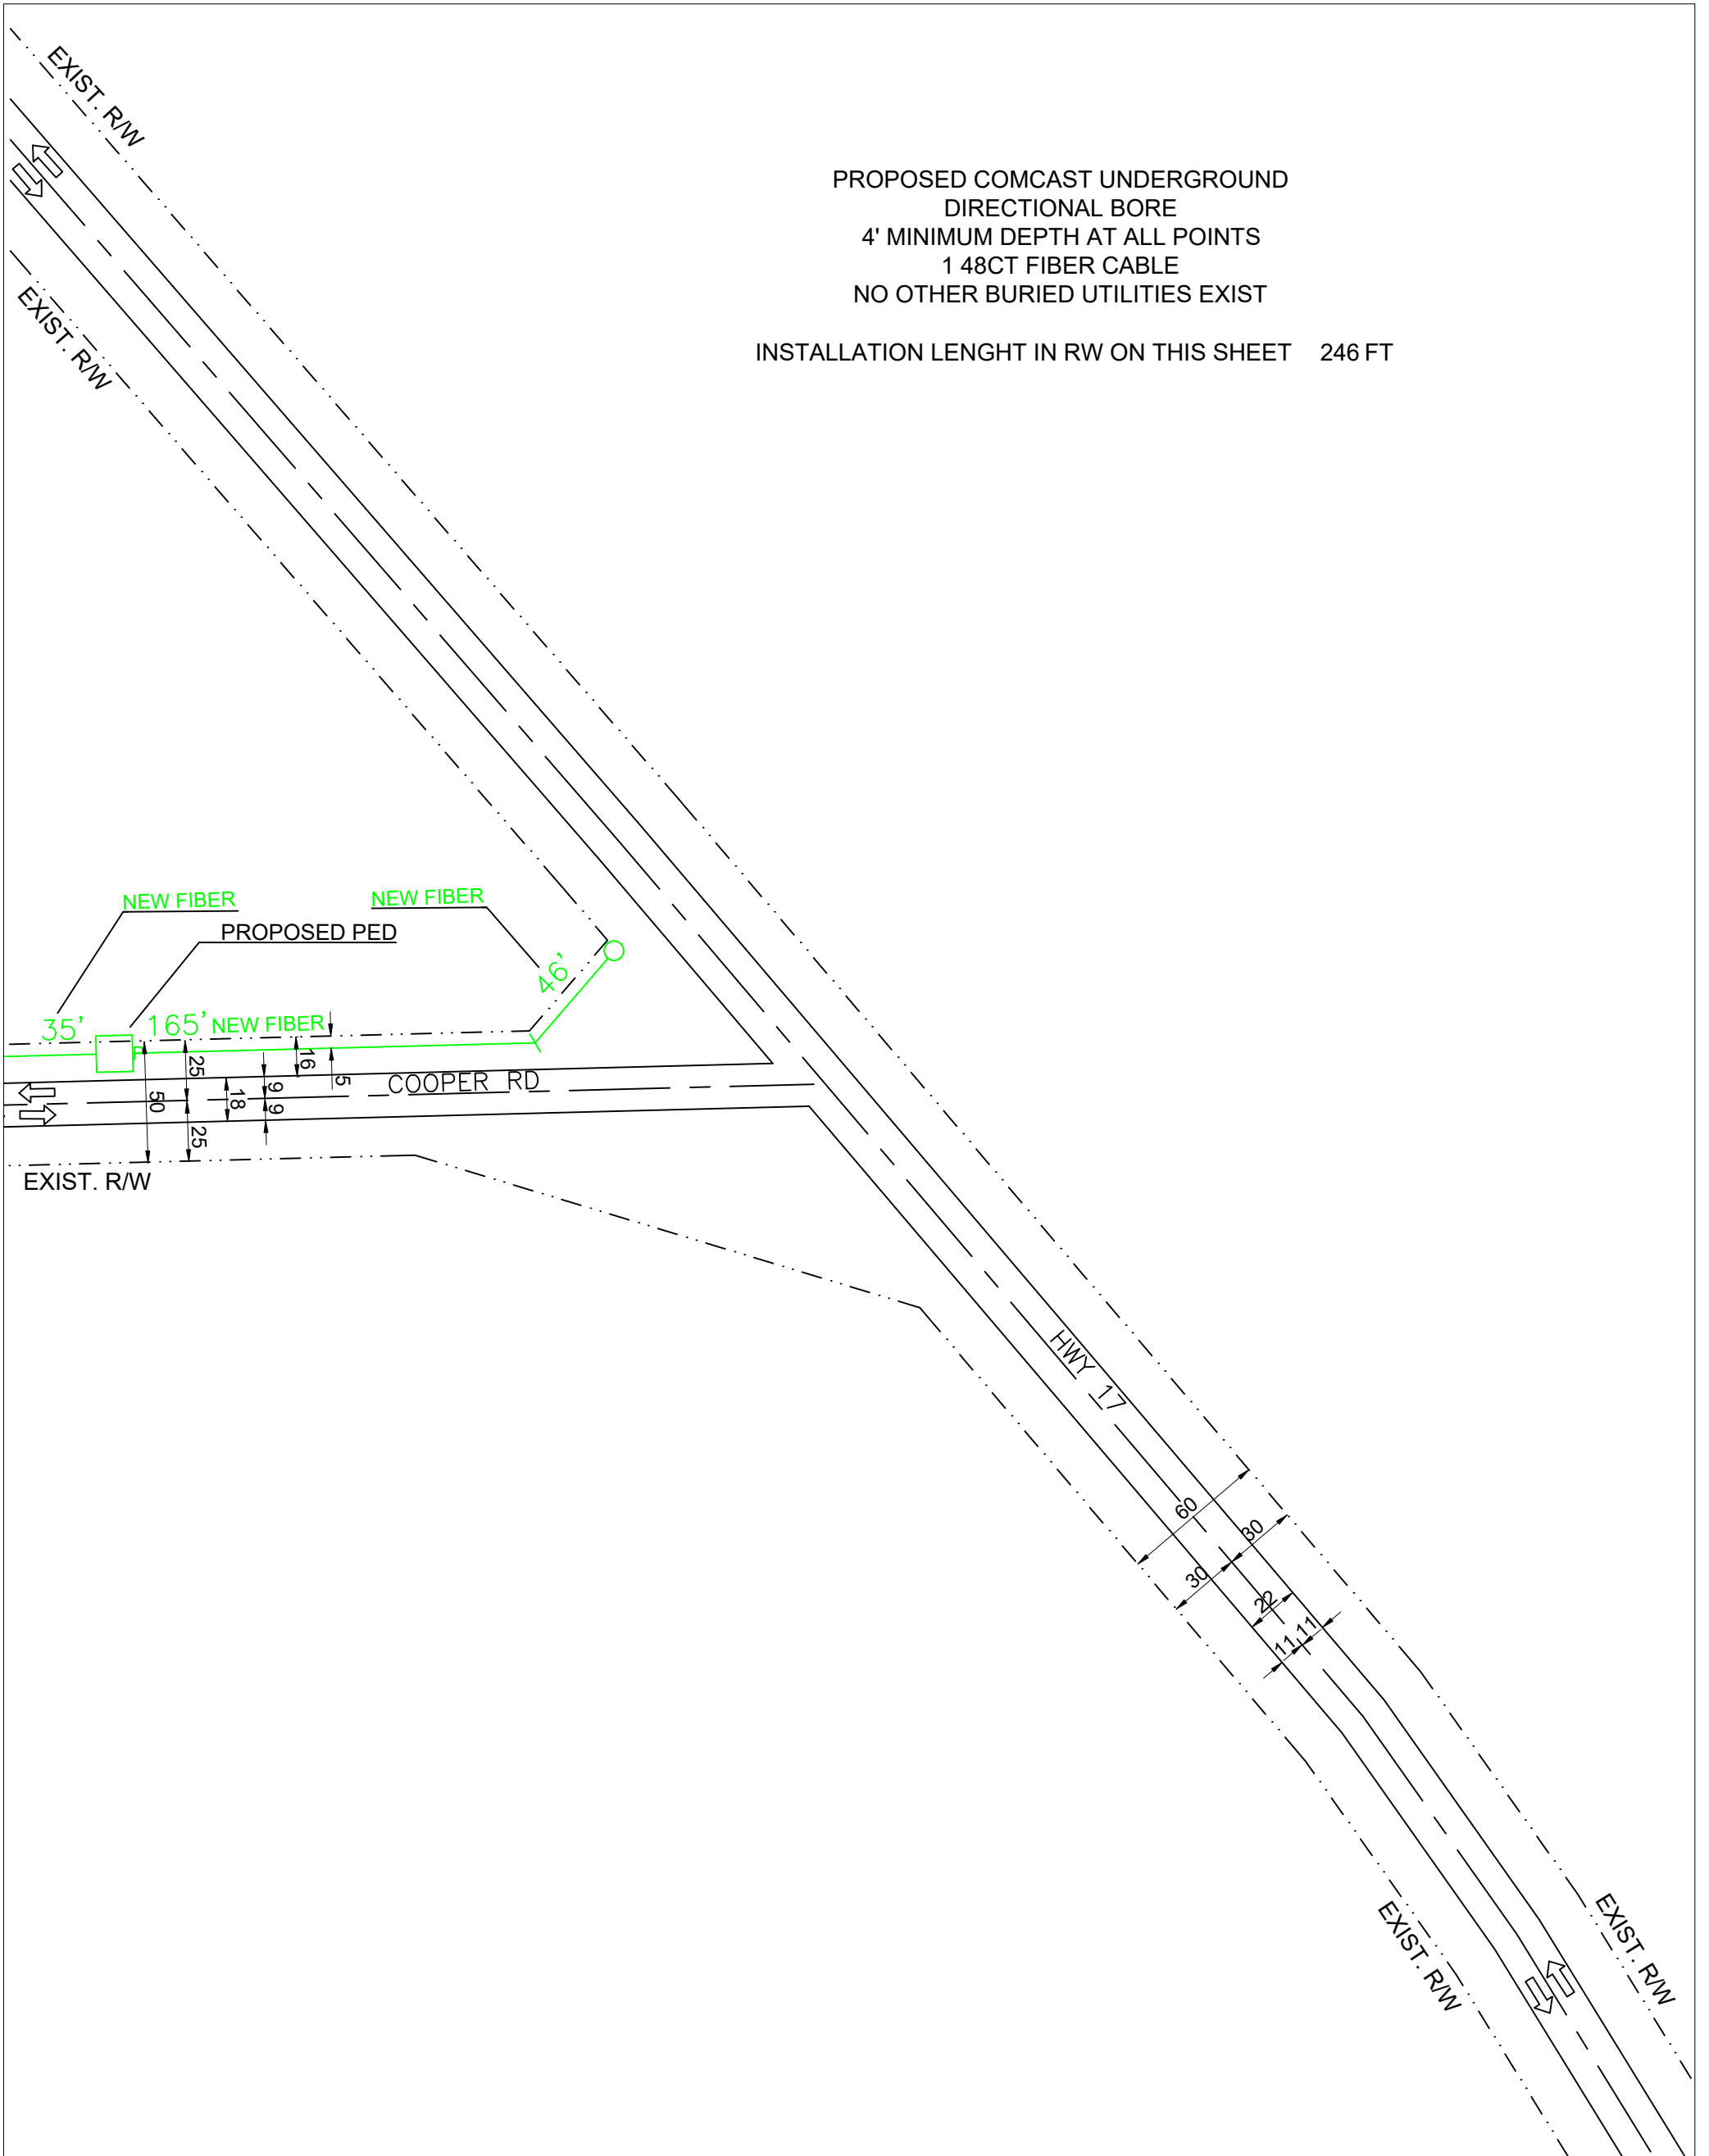 EXIST. R/W
PROPOSED COMCAST UNDERGROUND
DIRECTIONAL BORE
4' MINIMUM DEPTH AT ALL POINTS
1 48CT FIBER CABLE
NO OTHER BURIED UTILITIES EXIST
INSTALLATION LENGHT IN RW ON THIS SHEET 246 FT
EXIST. R/W
NEW FIBER
NEW FIBER
PROPOSED PED
46'
35'
165' NEW FIBER
P
25
16
5
9
COOPER RD
50
18
9
25
EXIST. R/W
HWY 17
60
30
30
22
11
11
EXIST. R/W
EXIST. R/W